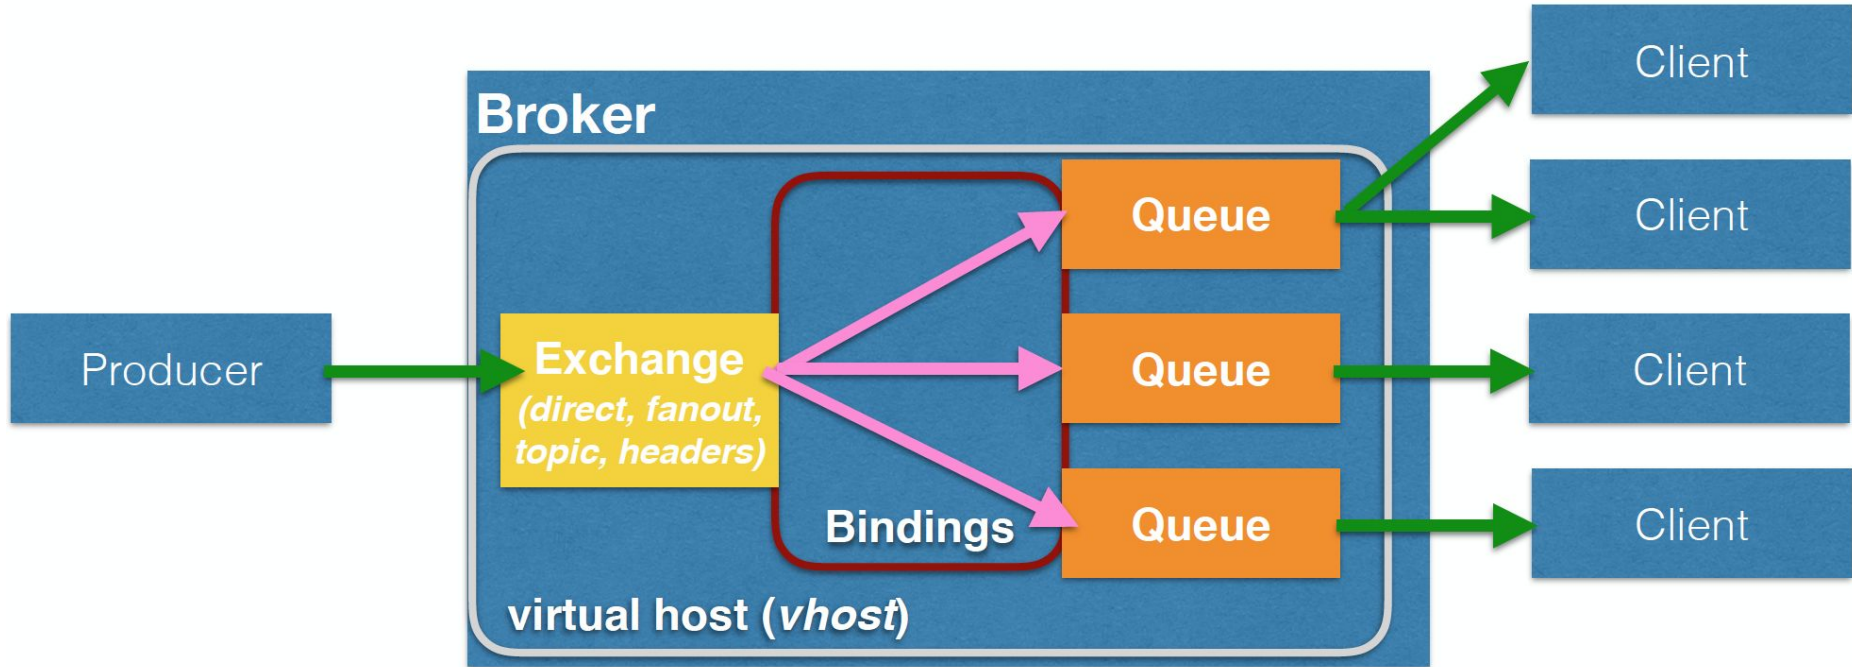 Broker
Client
Queue
Client
Producer
Exchange
(direct, fanout,
topic, headers)
Queue
Client
Bindings
Queue
Client
virtual host (vhost)